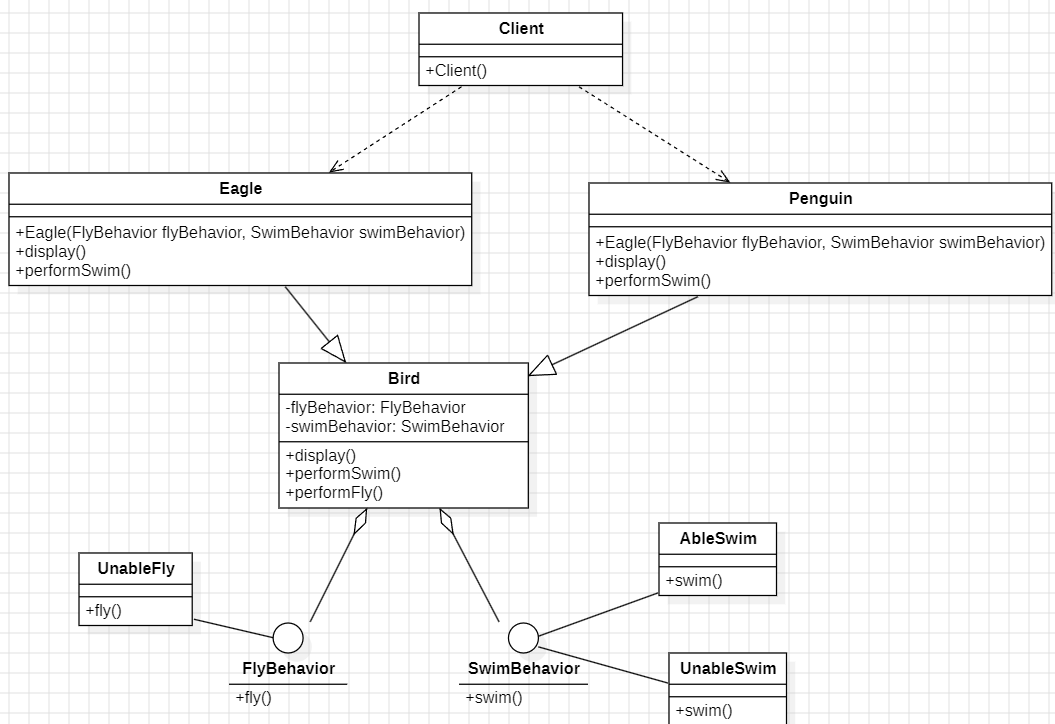 Client
+Client()
Eagle
+Eagle(FlyBehavior flyBehavior, SwimBehavior swimBehavior)
+display()
+performSwim()
Penguin
+Eagle(FlyBehavior flyBehavior, SwimBehavior swimBehavior)
+display()
+performSwim()
Bird
-flyBehavior: FlyBehavior
-swimBehavior: SwimBehavior
+display()
+performSwim()
+performFly()
UnableFly
+fly()
FlyBehavior
+fly()
SwimBehavior
+swim()
AbleSwim
+swim()
UnableSwim
+swim()